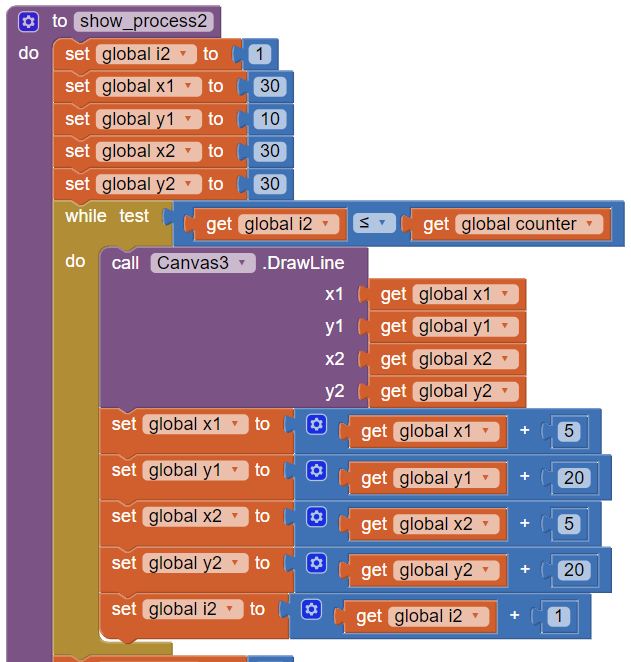 to show_process2
do set global i2 to 1
set global x1 to 30
set global y1 to 10
set global x2 to 30
set global y2 to 30
while test get global i2 ≤ get global counter
do call Canvas3 .DrawLine
x1 get global x1
y1 get global y1
x2 get global x2
y2 get global y2
set global x1 to get global x1 + 5
set global y1 to get global y1 + 20
set global x2 to get global x2 + 5
set global y2 to get global y2 + 20
set global i2 to get global i2 + 1